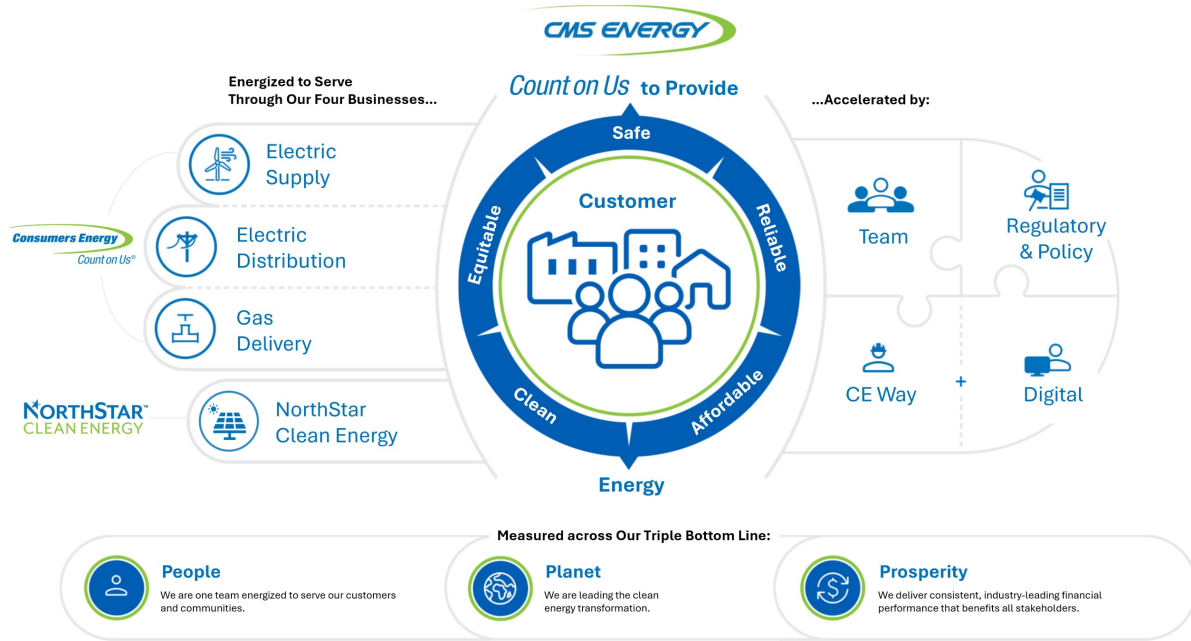 CMS ENERGY
Count on Us to Provide
Energized to Serve
Through Our Four Businesses...
...Accelerated by:
Electric
Supply
Electric
Distribution
Gas
Delivery
NorthStar
Clean Energy
Consumers Energy
Count on Us®
NORTHSTAR™
CLEAN ENERGY
Safe
Reliable
Affordable
Clean
Equitable
Customer
Energy
Team
Regulatory
& Policy
CE Way
+
Digital
Measured across Our Triple Bottom Line:
People
We are one team energized to serve our customers
and communities.
Planet
We are leading the clean
energy transformation.
Prosperity
We deliver consistent, industry-leading financial
performance that benefits all stakeholders.